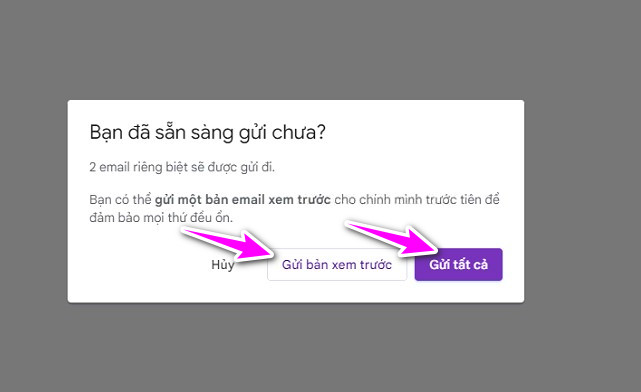 Bạn đã sẵn sàng gửi chưa?
2 email riêng biệt sẽ được gửi đi.
Bạn có thể gửi một bản email xem trước cho chính mình trước tiên để
đảm bảo mọi thứ đều ổn.
Hủy
Gửi bản xem trước
Gửi tất cả